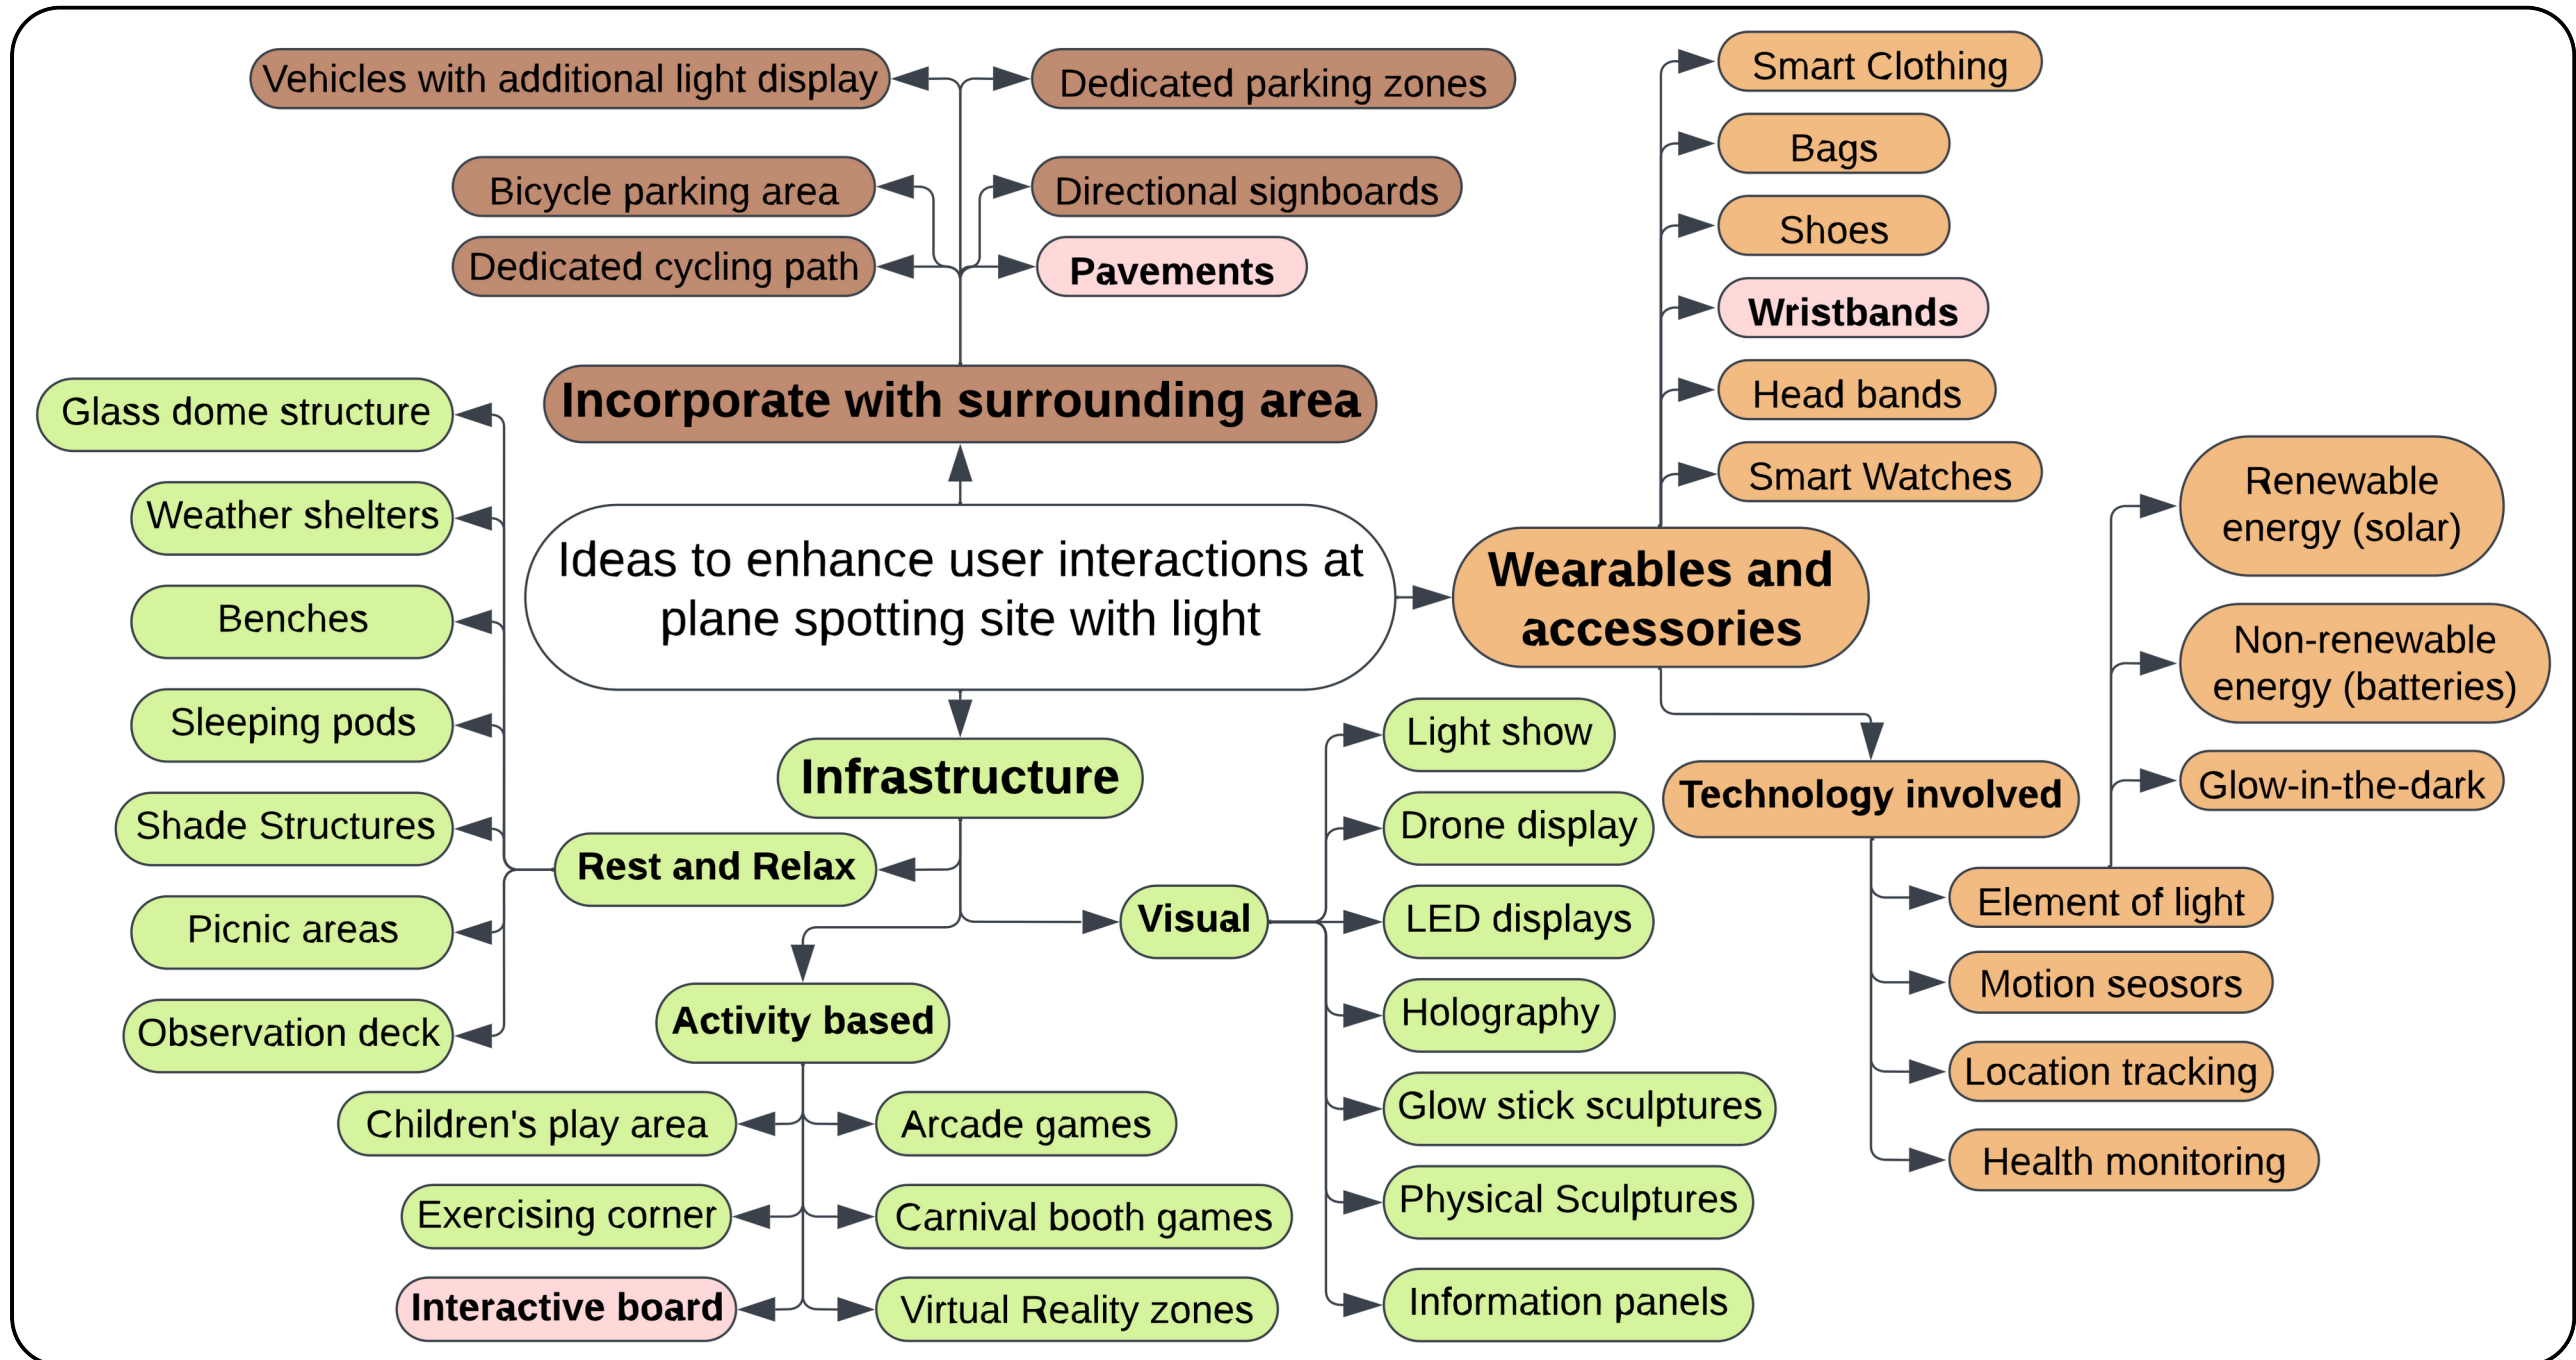 Vehicles with additional light display
Dedicated parking zones
Bicycle parking area
Directional signboards
Dedicated cycling path
Pavements
Incorporate with surrounding area
Ideas to enhance user interactions at
plane spotting site with light
Smart Clothing
Bags
Shoes
Wristbands
Head bands
Smart Watches
Wearables and
accessories
Renewable
energy (solar)
Non-renewable
energy (batteries)
Glow-in-the-dark
Technology involved
Element of light
Motion seosors
Location tracking
Health monitoring
Infrastructure
Rest and Relax
Glass dome structure
Weather shelters
Benches
Sleeping pods
Shade Structures
Picnic areas
Observation deck
Visual
Light show
Drone display
LED displays
Holography
Glow stick sculptures
Physical Sculptures
Information panels
Activity based
Children's play area
Arcade games
Exercising corner
Carnival booth games
Interactive board
Virtual Reality zones